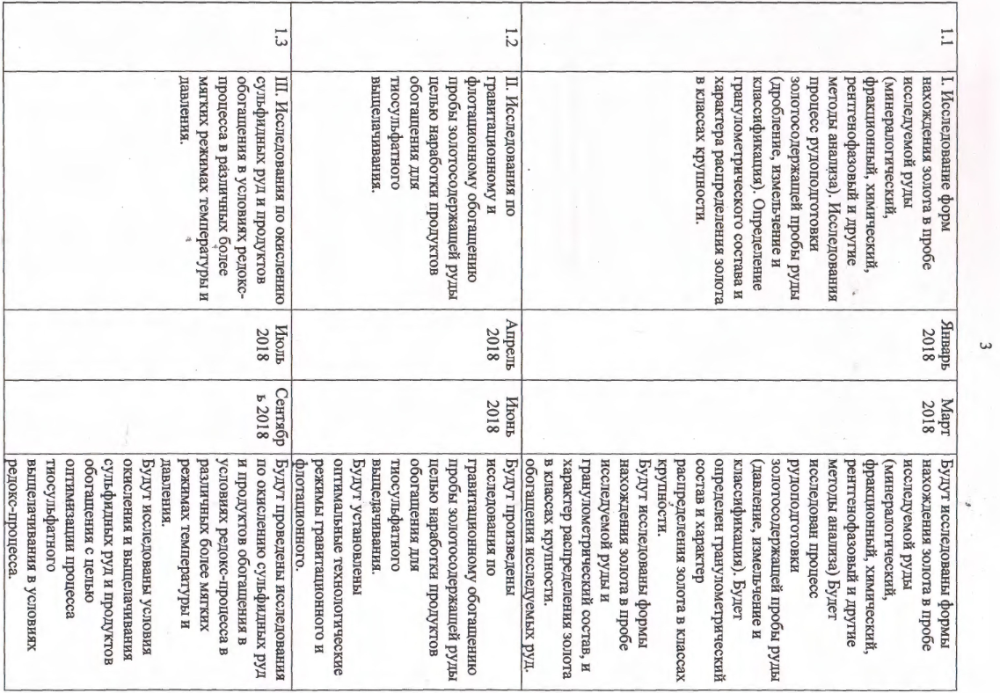 3
1.1
I. Исследование форм
нахождения золота в пробе
исследуемой руды
(минералогический,
фракционный, химический,
рентгенофазовый и другие
методы анализа). Исследования
процесс рудоподготовки
золотосодержащей пробы руды
(дробление, измельчение и
классификация). Определение
гранулометрического состава и
характера распределения золота
в классах крупности.
Январь
2018
Март
2018
Будут исследованы формы
нахождения золота в пробе
исследуемой руды
(минералогический,
фракционный, химический,
рентгенофазовый и другие
методы анализа) Будет
исследован процесс
рудоподготовки
золотосодержащей пробы руды
(давление, измельчение и
классификация). Будет
определен гранулометрический
состав и характер
распределения золота в классах
крупности.
Будут исследованы формы
нахождения золота в пробе
исследуемой руды и
гранулометрический состав, и
характер распределения золота
в классах крупности.
обогащения исследуемых руд.
1.2
II. Исследования по
гравитационному и
флотационному обогащению
пробы золотосодержащей руды с
целью наработки продуктов
обогащения для
тиосульфатного
выщелачивания.
Апрель
2018
Июнь
2018
Будут произведены
исследования по
гравитационному обогащению
пробы золотосодержащей руды с
целью наработки продуктов
обогащения для
тиосульфатного
выщелачивания.
Будут установлены
оптимальные технологические
режимы гравитационного и
флотационного.
1.3
III. Исследования по окислению
сульфидных руд и продуктов
обогащения в условиях редокс-
процесса в различных более
мягких режимах температуры и
давления.
Июль
2018
Сентябр
ь 2018
Будут проведены исследования
по окислению сульфидных руд
и продуктов обогащения в
условиях редокс-процесса в
различных более мягких
режимах температуры и
давления.
Будут исследованы условия
окисления и выщелачивания
сульфидных руд и продуктов
обогащения с целью
оптимизации процесса
тиосульфатного
выщелачивания в условиях
редокс-процесса.